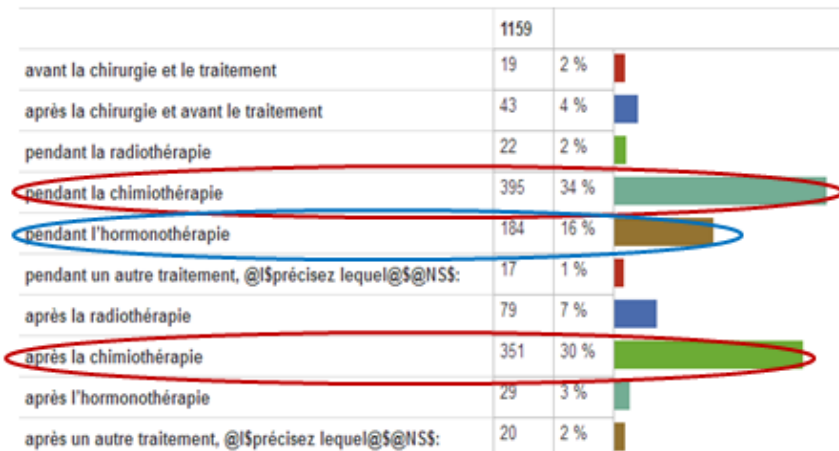 1159
avant la chirurgie et le traitement 19 2 %
après la chirurgie et avant le traitement 43 4 %
pendant la radiothérapie 22 2 %
pendant la chimiothérapie 395 34 %
pendant l'hormonothérapie 184 16 %
pendant un autre traitement, @I$précisez lequel@$@NS$: 17 1 %
après la radiothérapie 79 7 %
après la chimiothérapie 351 30 %
après l'hormonothérapie 29 3 %
après un autre traitement, @I$précisez lequel@$@NS$: 20 2 %